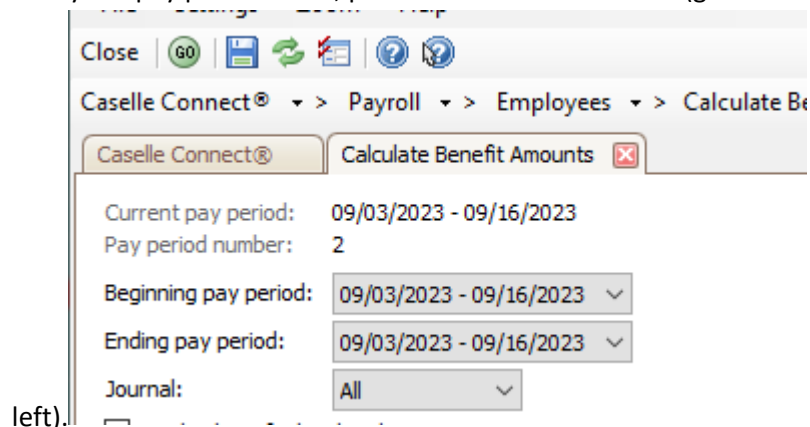 Close GO
Caselle Connect® > Payroll > Employees > Calculate Be
Caselle Connect® Calculate Benefit Amounts
Current pay period: 09/03/2023 - 09/16/2023
Pay period number: 2
Beginning pay period: 09/03/2023 - 09/16/2023
Ending pay period: 09/03/2023 - 09/16/2023
Journal: All
left).